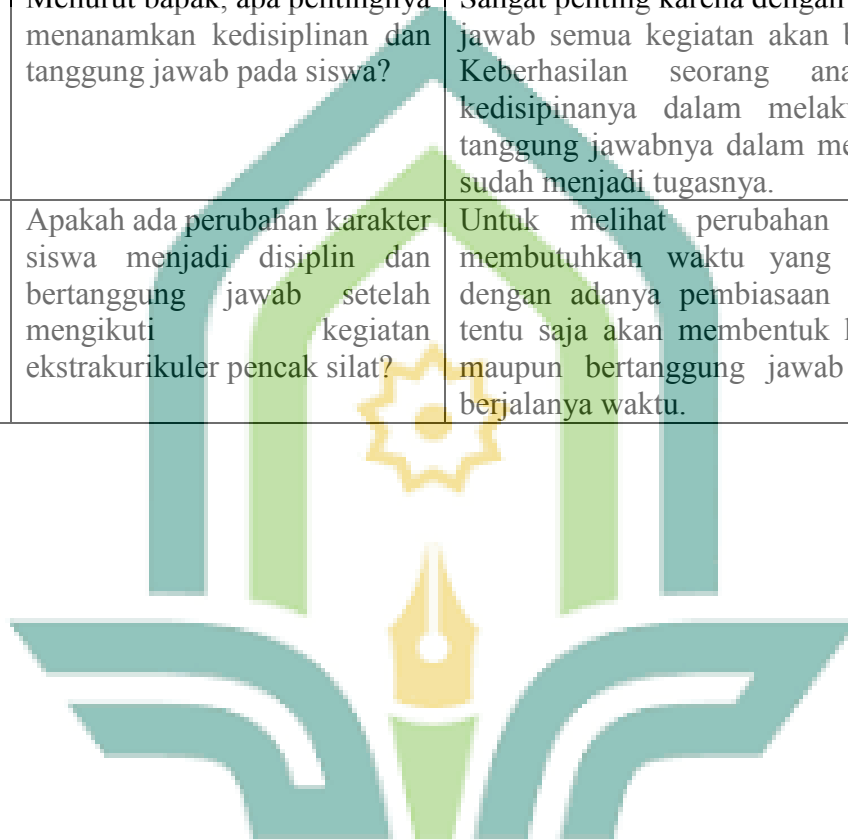 Menurut bapak, apa pentingnya
menanamkan kedisiplinan dan
tanggung jawab pada siswa?
Sangat penting karena dengan
jawab semua kegiatan akan
Keberhasilan seorang
kedisipinanya dalam
tanggung jawabnya dalam
sudah menjadi tugasnya.
Apakah ada perubahan karakter
siswa menjadi disiplin dan
bertanggung jawab setelah
mengikuti kegiatan
ekstrakurikuler pencak silat?
Untuk melihat perubahan
membutuhkan waktu yang
dengan adanya pembiasaan
tentu saja akan membentuk
maupun bertanggung jawab
berjalanya waktu.